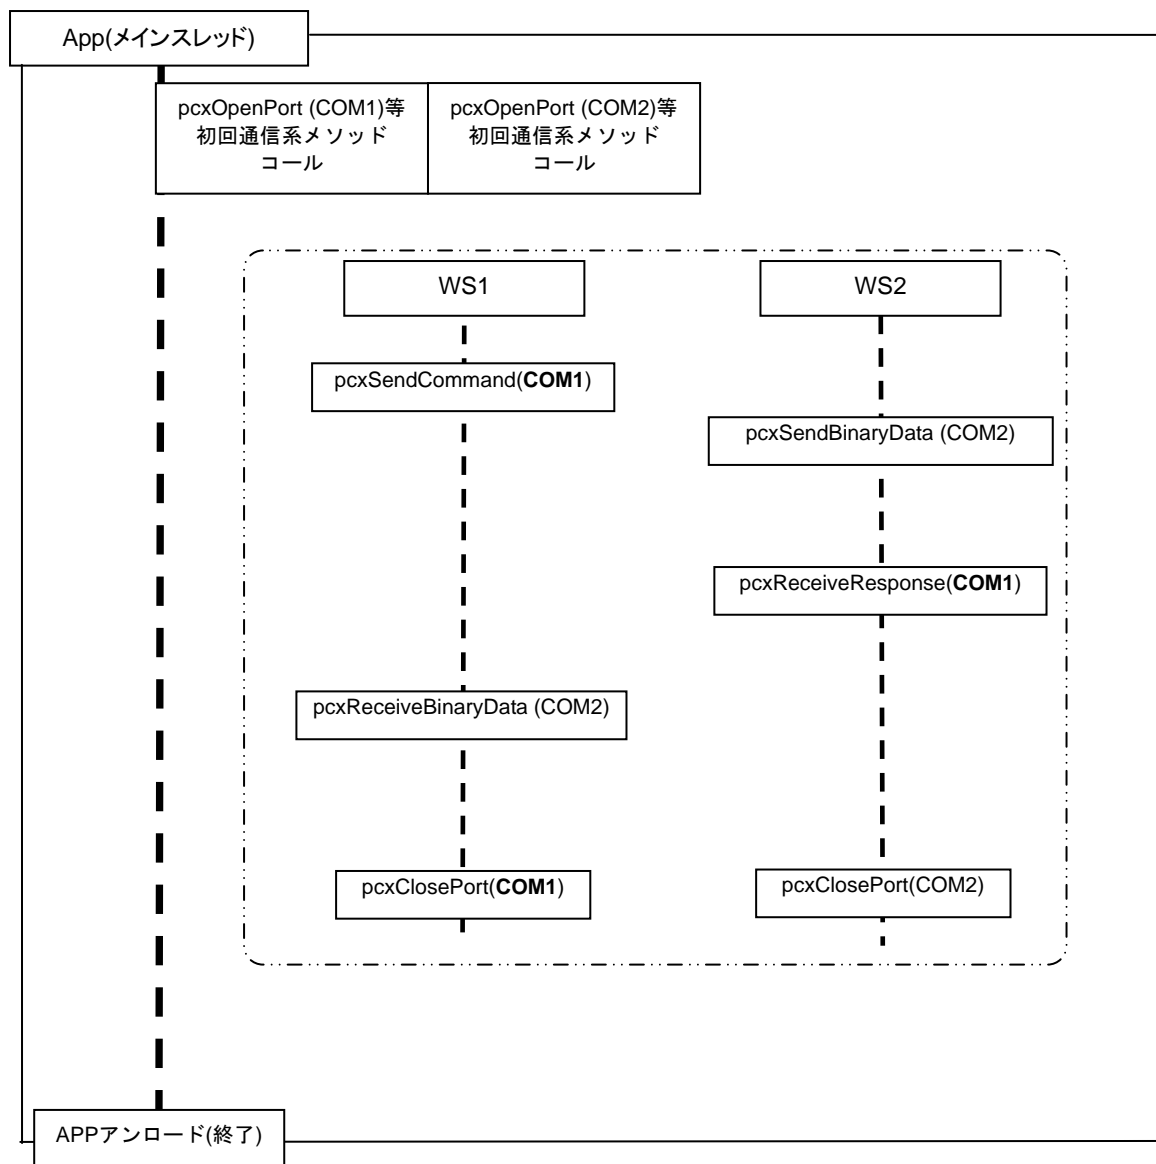 App(メインスレッド)
pcxOpenPort (COM1)等
初回通信系メソッド
コール
pcxOpenPort (COM2)等
初回通信系メソッド
コール
WS1
WS2
pcxSendCommand(COM1)
pcxSendBinaryData (COM2)
pcxReceiveResponse(COM1)
pcxReceiveBinaryData (COM2)
pcxClosePort(COM1)
pcxClosePort(COM2)
APPアンロード(終了)